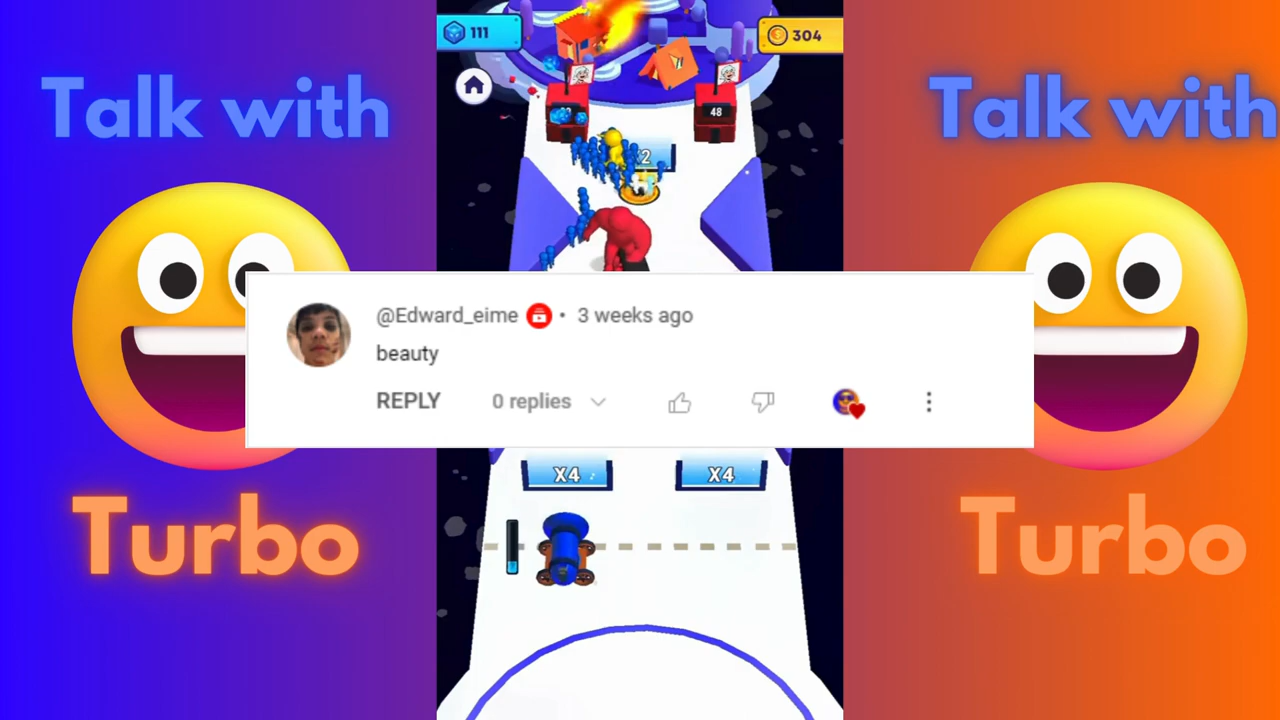 111
304
Talk with
Talk with
48
X2
@Edward_eime • 3 weeks ago
beauty
REPLY 0 replies
X4 X4
Turbo
Turbo